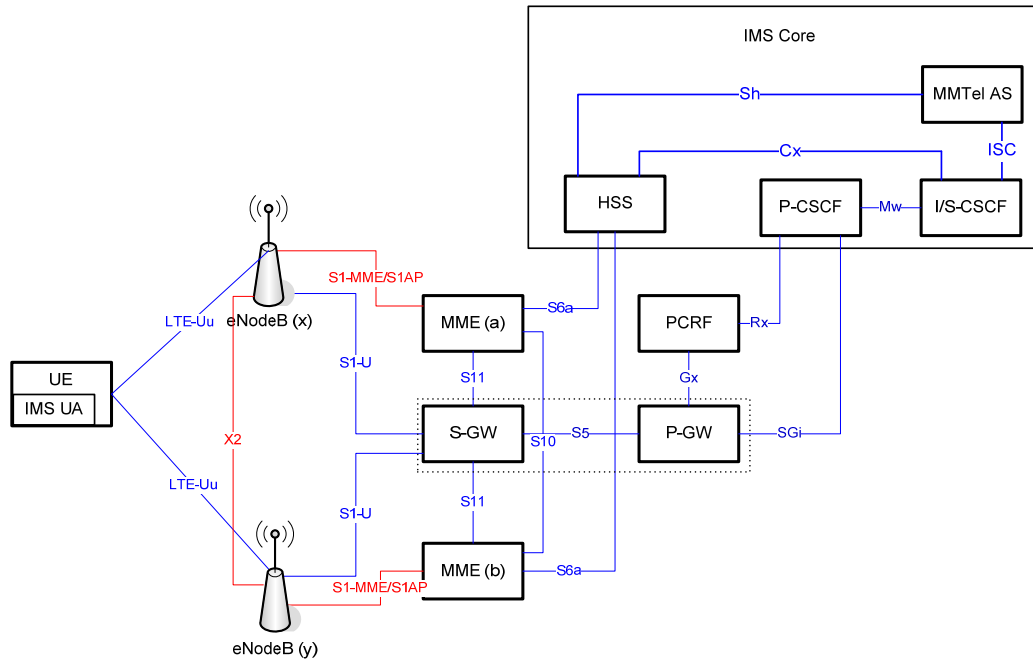 IMS Core
MMTel AS
Sh
ISC
Cx
HSS
P-CSCF
Mw
I/S-CSCF
S1-MME/S1AP
S6a
eNodeB (x)
LTE-Uu
MME (a)
PCRF
Rx
S1-U
S11
Gx
UE
IMS UA
X2
S-GW
S10
S5
P-GW
SGi
LTE-Uu
S1-U
S11
MME (b)
S6a
S1-MME/S1AP
eNodeB (y)